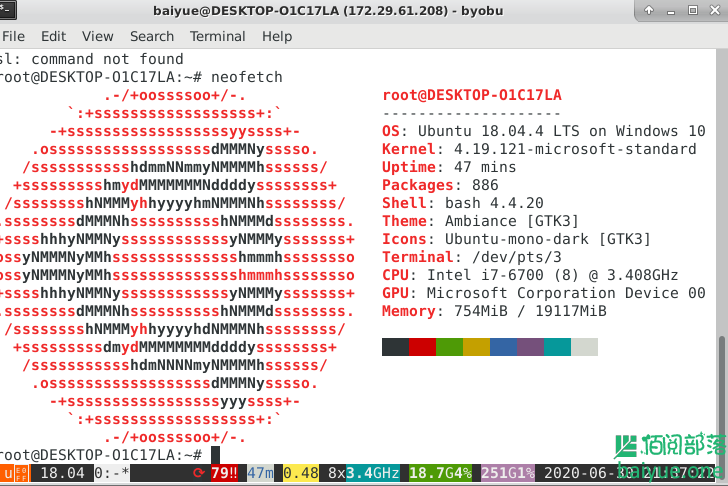 baiyue@DESKTOP-O1C17LA (172.29.61.208) - byobu
File Edit View Search Terminal Help
sl: command not found
root@DESKTOP-O1C17LA:~# neofetch
.-/+oossssoo+/-.
`:+ssssssssssssssssss+:`
-+ssssssssssssssssssyyssss+-
.ossssssssssssssssssdMMMNysssso.
/ssssssssssshdmmNNmmyNMMMMhssssss/
+ssssssssshmydMMMMMMMNddddyssssssss+
/sssssssshNMMMyhhyyyyhmNMMMNhssssssss/
.ssssssssdMMMNhsssssssssshNMMMdssssssss.
+sssshhhyNMMNyssssssssssssyNMMMysssssss+
ossyNMMMNyMMhsssssssssssssshmmmhssssssso
ossyNMMMNyMMhsssssssssssssshmmmhssssssso
+sssshhhyNMMNyssssssssssssyNMMMysssssss+
.ssssssssdMMMNhsssssssssshNMMMdssssssss.
/sssssssshNMMMyhhyyyyhdNMMMNhssssssss/
+sssssssssdmydMMMMMMMMddddyssssssss+
/ssssssssssshdmNNNNmyNMMMMhssssss/
.ossssssssssssssssssdMMMNysssso.
-+sssssssssssssssssyyyssss+-
`:+ssssssssssssssssss+:`
.-/+oossssoo+/-.
root@DESKTOP-O1C17LA
--------------------
OS: Ubuntu 18.04.4 LTS on Windows 10
Kernel: 4.19.121-microsoft-standard
Uptime: 47 mins
Packages: 886
Shell: bash 4.4.20
Theme: Ambiance [GTK3]
Icons: Ubuntu-mono-dark [GTK3]
Terminal: /dev/pts/3
CPU: Intel i7-6700 (8) @ 3.408GHz
GPU: Microsoft Corporation Device 00
Memory: 754MiB / 19117MiB
root@DESKTOP-O1C17LA:~#
u 18.04 0:-* 79!! 47m 0.48 8x3.4GHz 18.7G4% 251G1% 2020-06-30
佰阅部落
baiyue.one